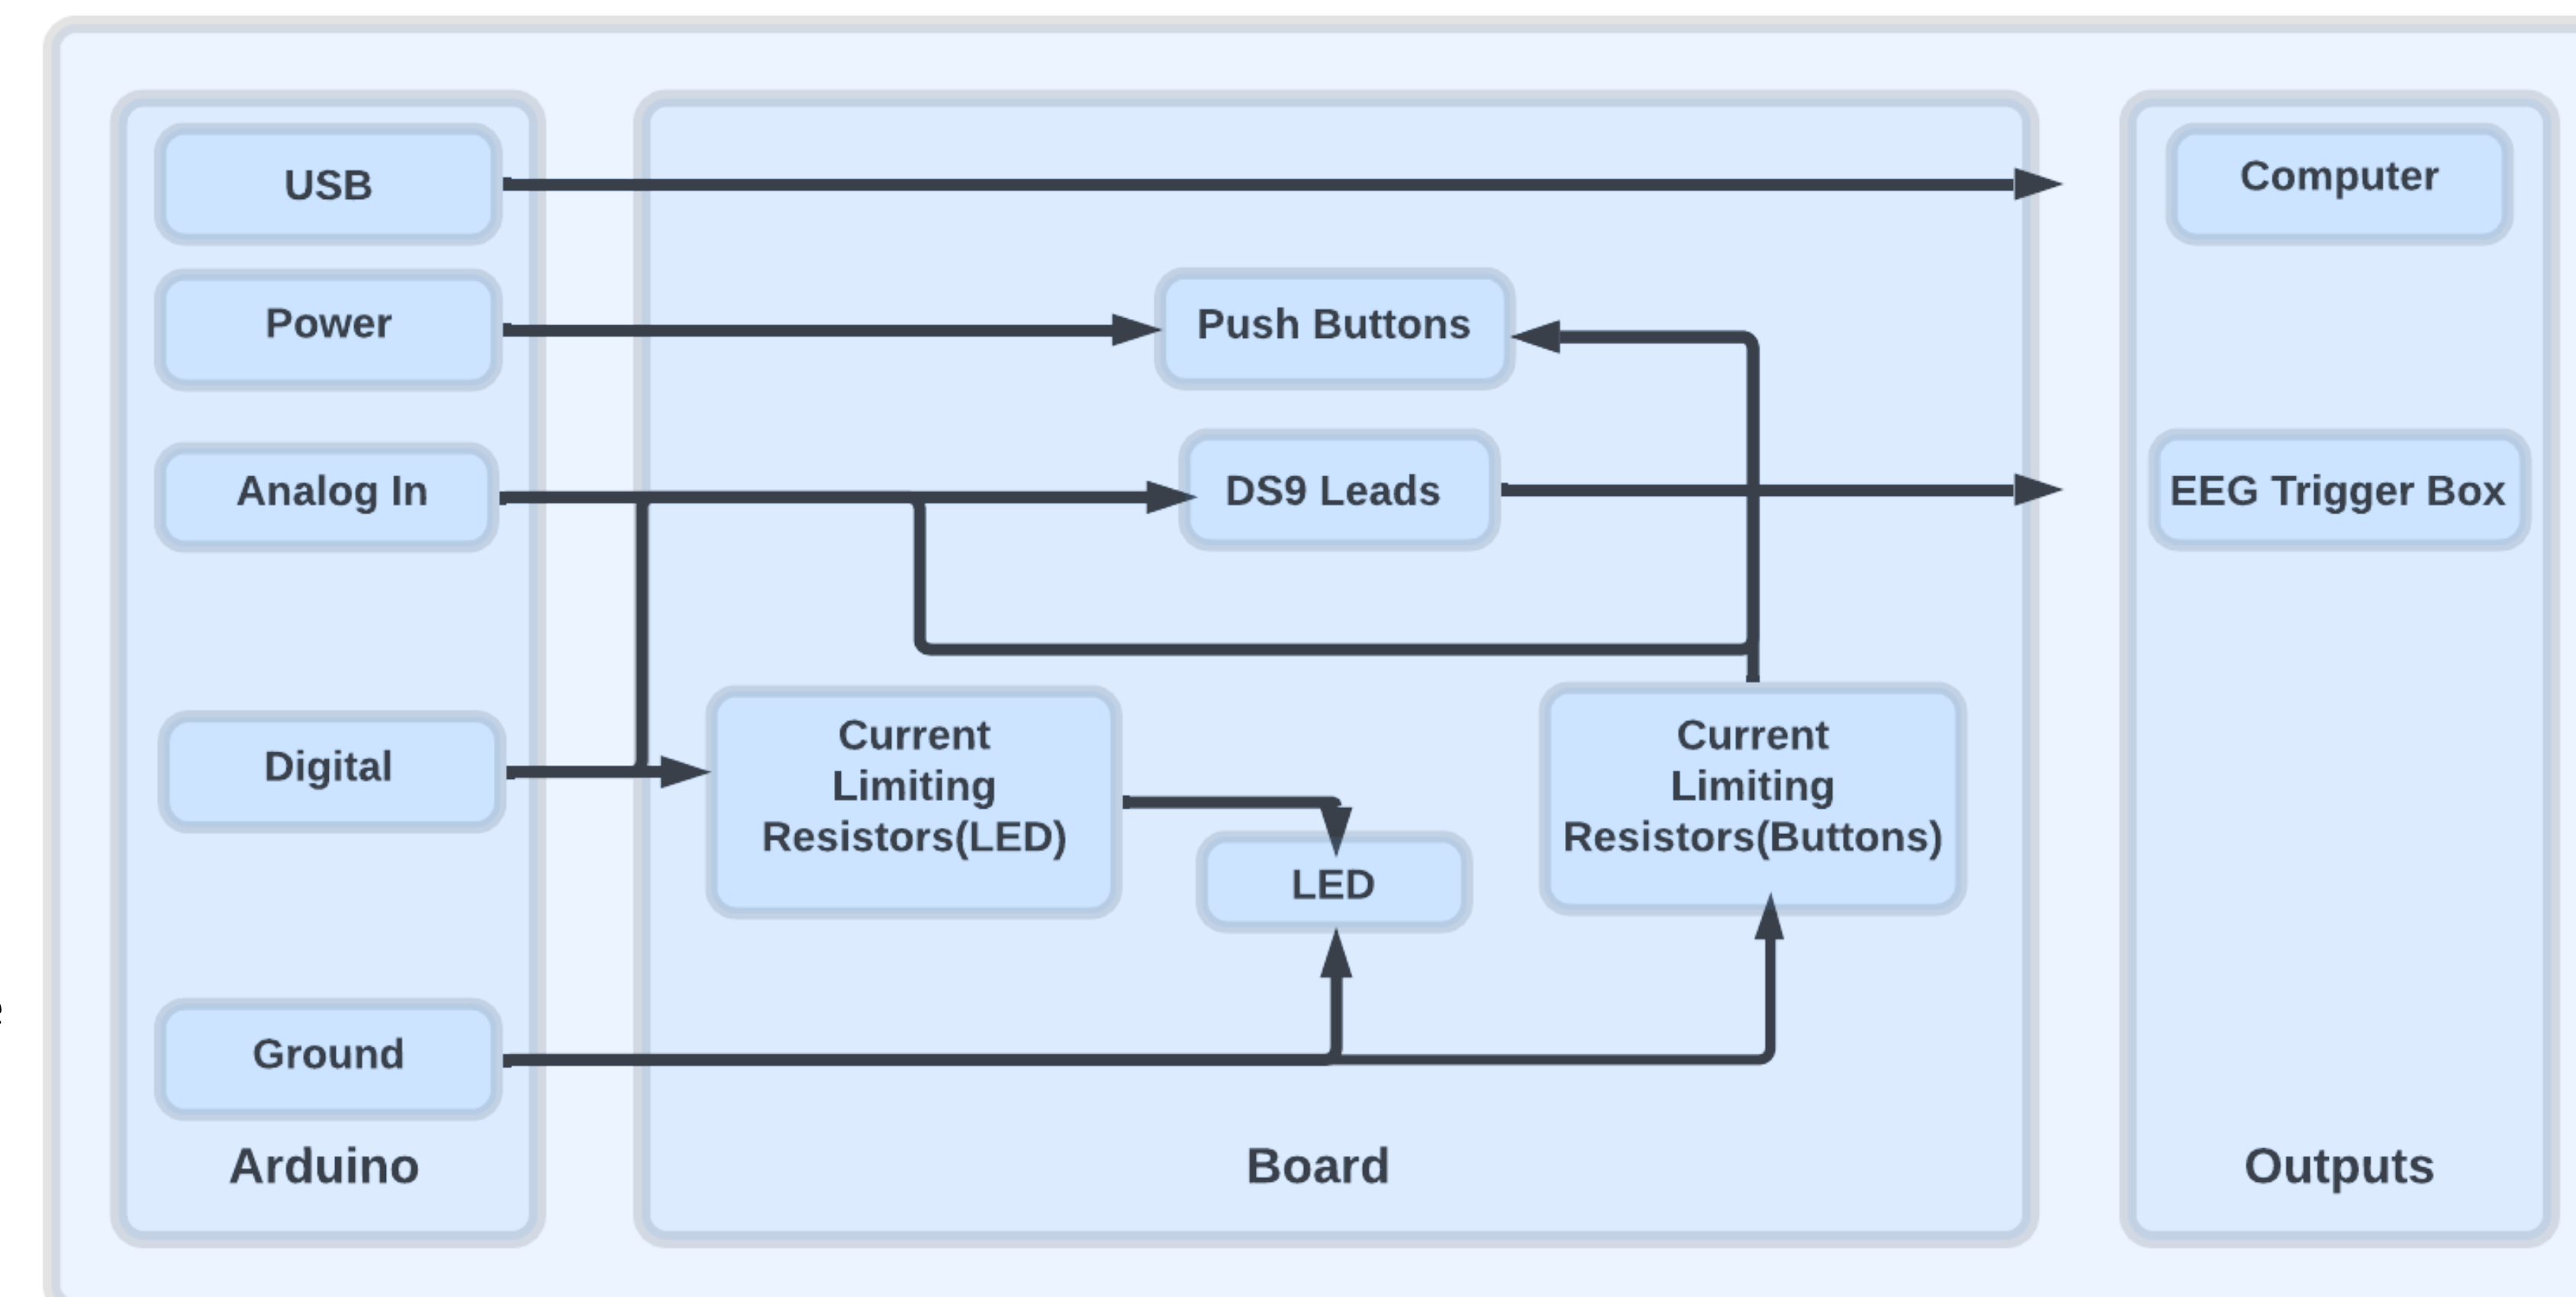 USB
Power
Analog In
Digital
Ground
Arduino
Push Buttons
DS9 Leads
Current
Limiting
Resistors(LED)
LED
Current
Limiting
Resistors(Buttons)
Board
Computer
EEG Trigger Box
Outputs